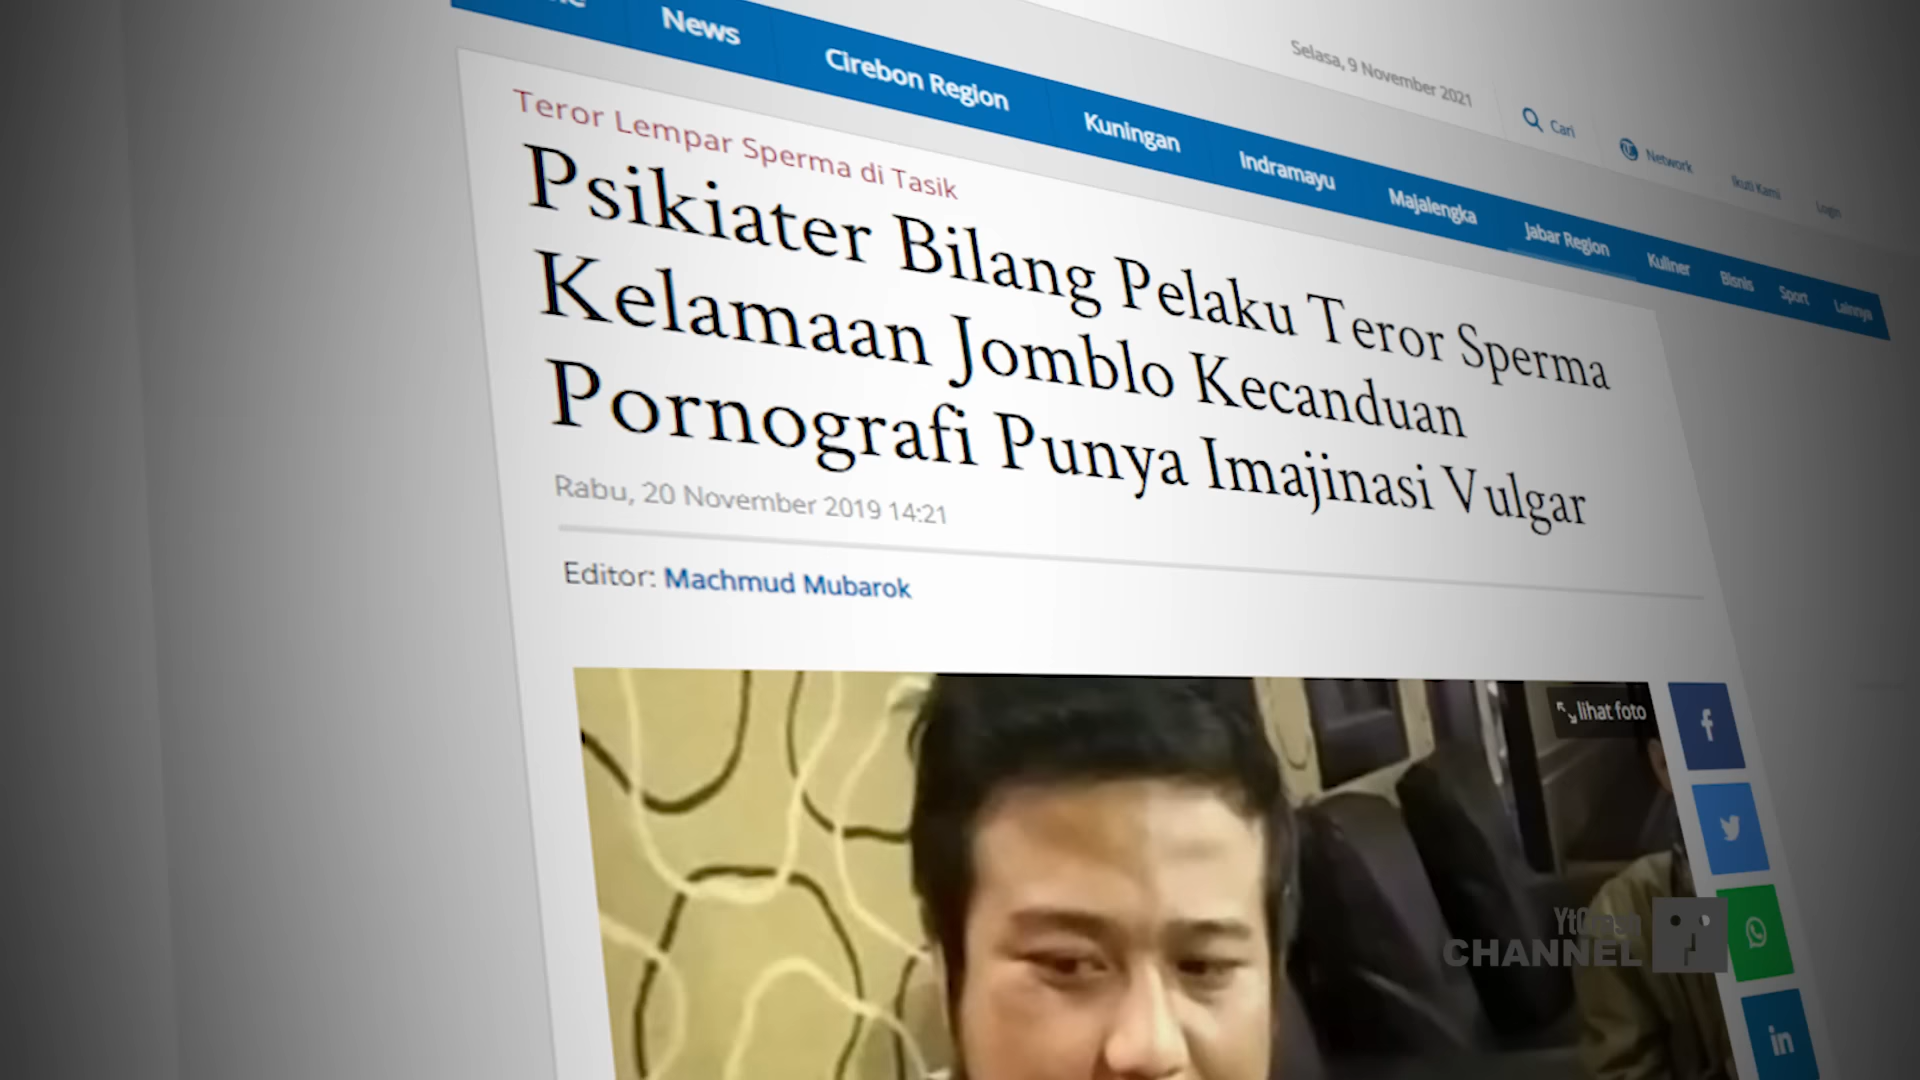 News
Cirebon Region
Kuningan
Indramayu
Majalengka
Jabar Region
Kuliner
Bisnis
Sport
Lainnya
Selasa, 9 November 2021
Cari
Network
Ikuti Kami
Login
Teror Lempar Sperma di Tasik
Psikiater Bilang Pelaku Teror Sperma
Kelamaan Jomblo Kecanduan
Pornografi Punya Imajinasi Vulgar
Rabu, 20 November 2019 14:21
Editor: Machmud Mubarok
lihat foto
CHANNEL